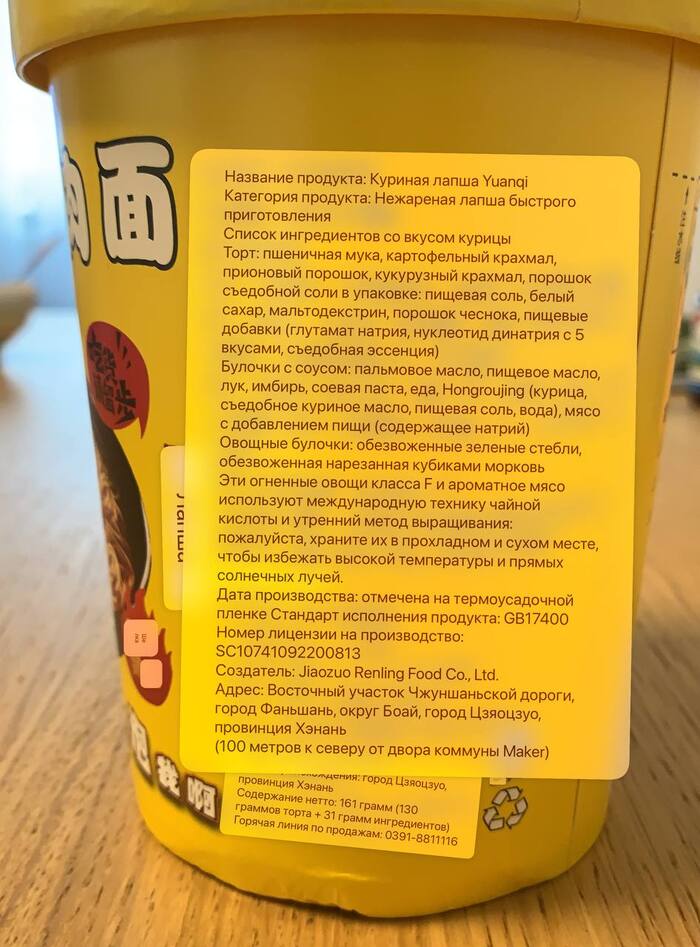 肉面
Название продукта: Куриная лапша Yuanqi
Категория продукта: Нежареная лапша быстрого
приготовления
Список ингредиентов со вкусом курицы
Торт: пшеничная мука, картофельный крахмал,
прионовый порошок, кукурузный крахмал, порошок
съедобной соли в упаковке: пищевая соль, белый
сахар, мальтодекстрин, порошок чеснока, пищевые
добавки (глутамат натрия, нуклеотид динатрия с 5
вкусами, съедобная эссенция)
Булочки с соусом: пальмовое масло, пищевое масло,
лук, имбирь, соевая паста, еда, Hongroujing (курица,
съедобное куриное масло, пищевая соль, вода), мясо
с добавлением пищи (содержащее натрий)
Овощные булочки: обезвоженные зеленые стебли,
обезвоженная нарезанная кубиками морковь
Эти огненные овощи класса F и ароматное мясо
используют международную технику чайной
кислоты и утренний метод выращивания:
пожалуйста, храните их в прохладном и сухом месте,
чтобы избежать высокой температуры и прямых
солнечных лучей.
Дата производства: отмечена на термоусадочной
пленке Стандарт исполнения продукта: GB17400
Номер лицензии на производство:
SC10741092200813
Создатель: Jiaozuo Renling Food Co., Ltd.
Адрес: Восточный участок Чжуншаньской дороги,
город Фаньшань, округ Боай, город Цзяоцзуо,
провинция Хэнань
(100 метров к северу от двора коммуны Maker)
город Цзяоцзуо,
провинция Хэнань
Содержание нетто: 161 грамм (130
граммов торта + 31 грамм ингредиентов)
Горячая линия по продажам: 0391-8811116
Лапша
Ше
лка